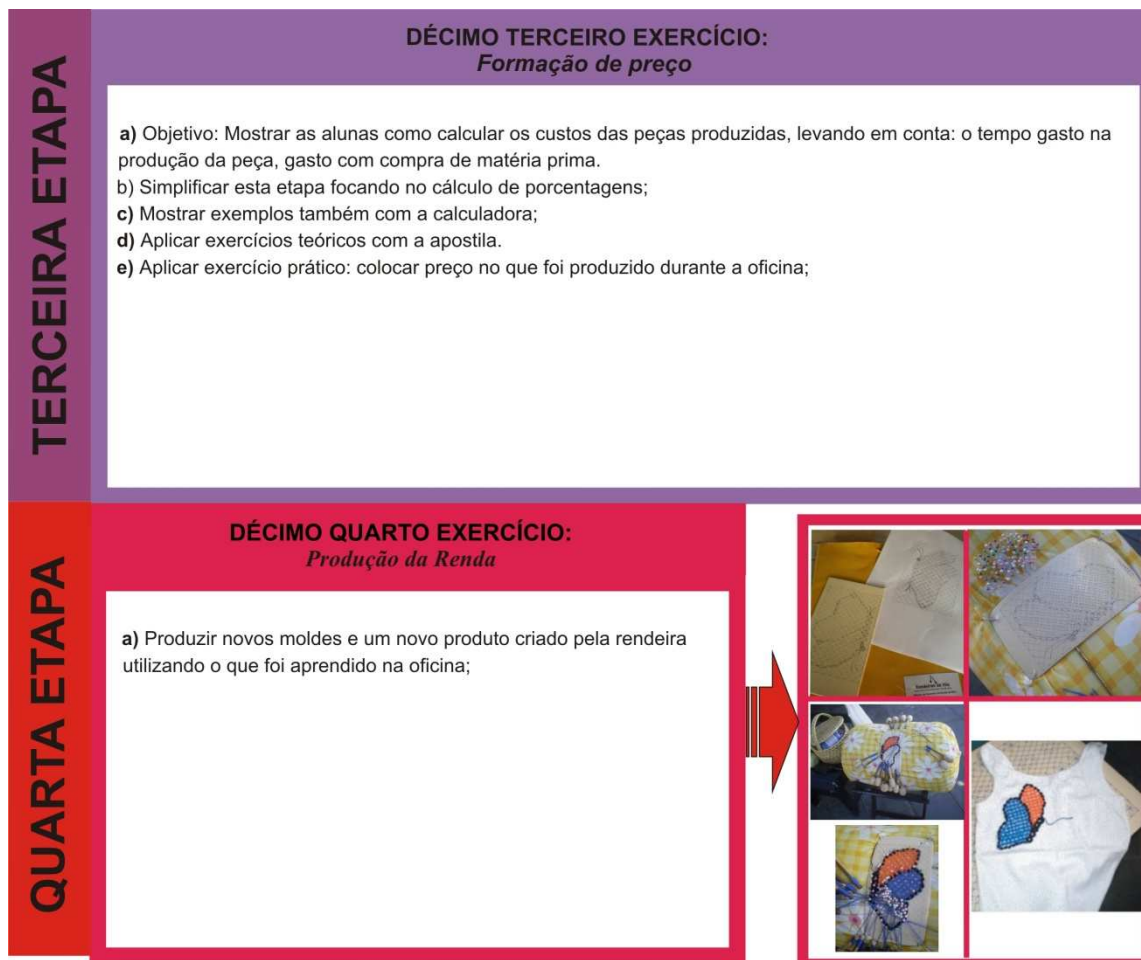 TERCEIRA ETAPA
DÉCIMO TERCEIRO EXERCÍCIO:
Formação de preço
a) Objetivo: Mostrar as alunas como calcular os custos das peças produzidas, levando em conta: o tempo gasto na
produção da peça, gasto com compra de matéria prima.
b) Simplificar esta etapa focando no cálculo de porcentagens;
c) Mostrar exemplos também com a calculadora;
d) Aplicar exercícios teóricos com a apostila.
e) Aplicar exercício prático: colocar preço no que foi produzido durante a oficina;
QUARTA ETAPA
DÉCIMO QUARTO EXERCÍCIO:
Produção da Renda
a) Produzir novos moldes e um novo produto criado pela rendeira
utilizando o que foi aprendido na oficina;